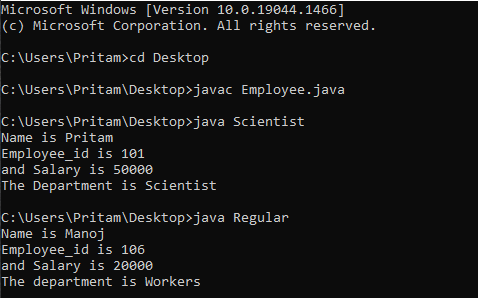 Microsoft Windows [Version 10.0.19044.1466]
(c) Microsoft Corporation. All rights reserved.
C:\Users\Pritam>cd Desktop
C:\Users\Pritam\Desktop>javac Employee.java
C:\Users\Pritam\Desktop>java Scientist
Name is Pritam
Employee_id is 101
and Salary is 50000
The Department is Scientist
C:\Users\Pritam\Desktop>java Regular
Name is Manoj
Employee_id is 106
and Salary is 20000
The department is Workers